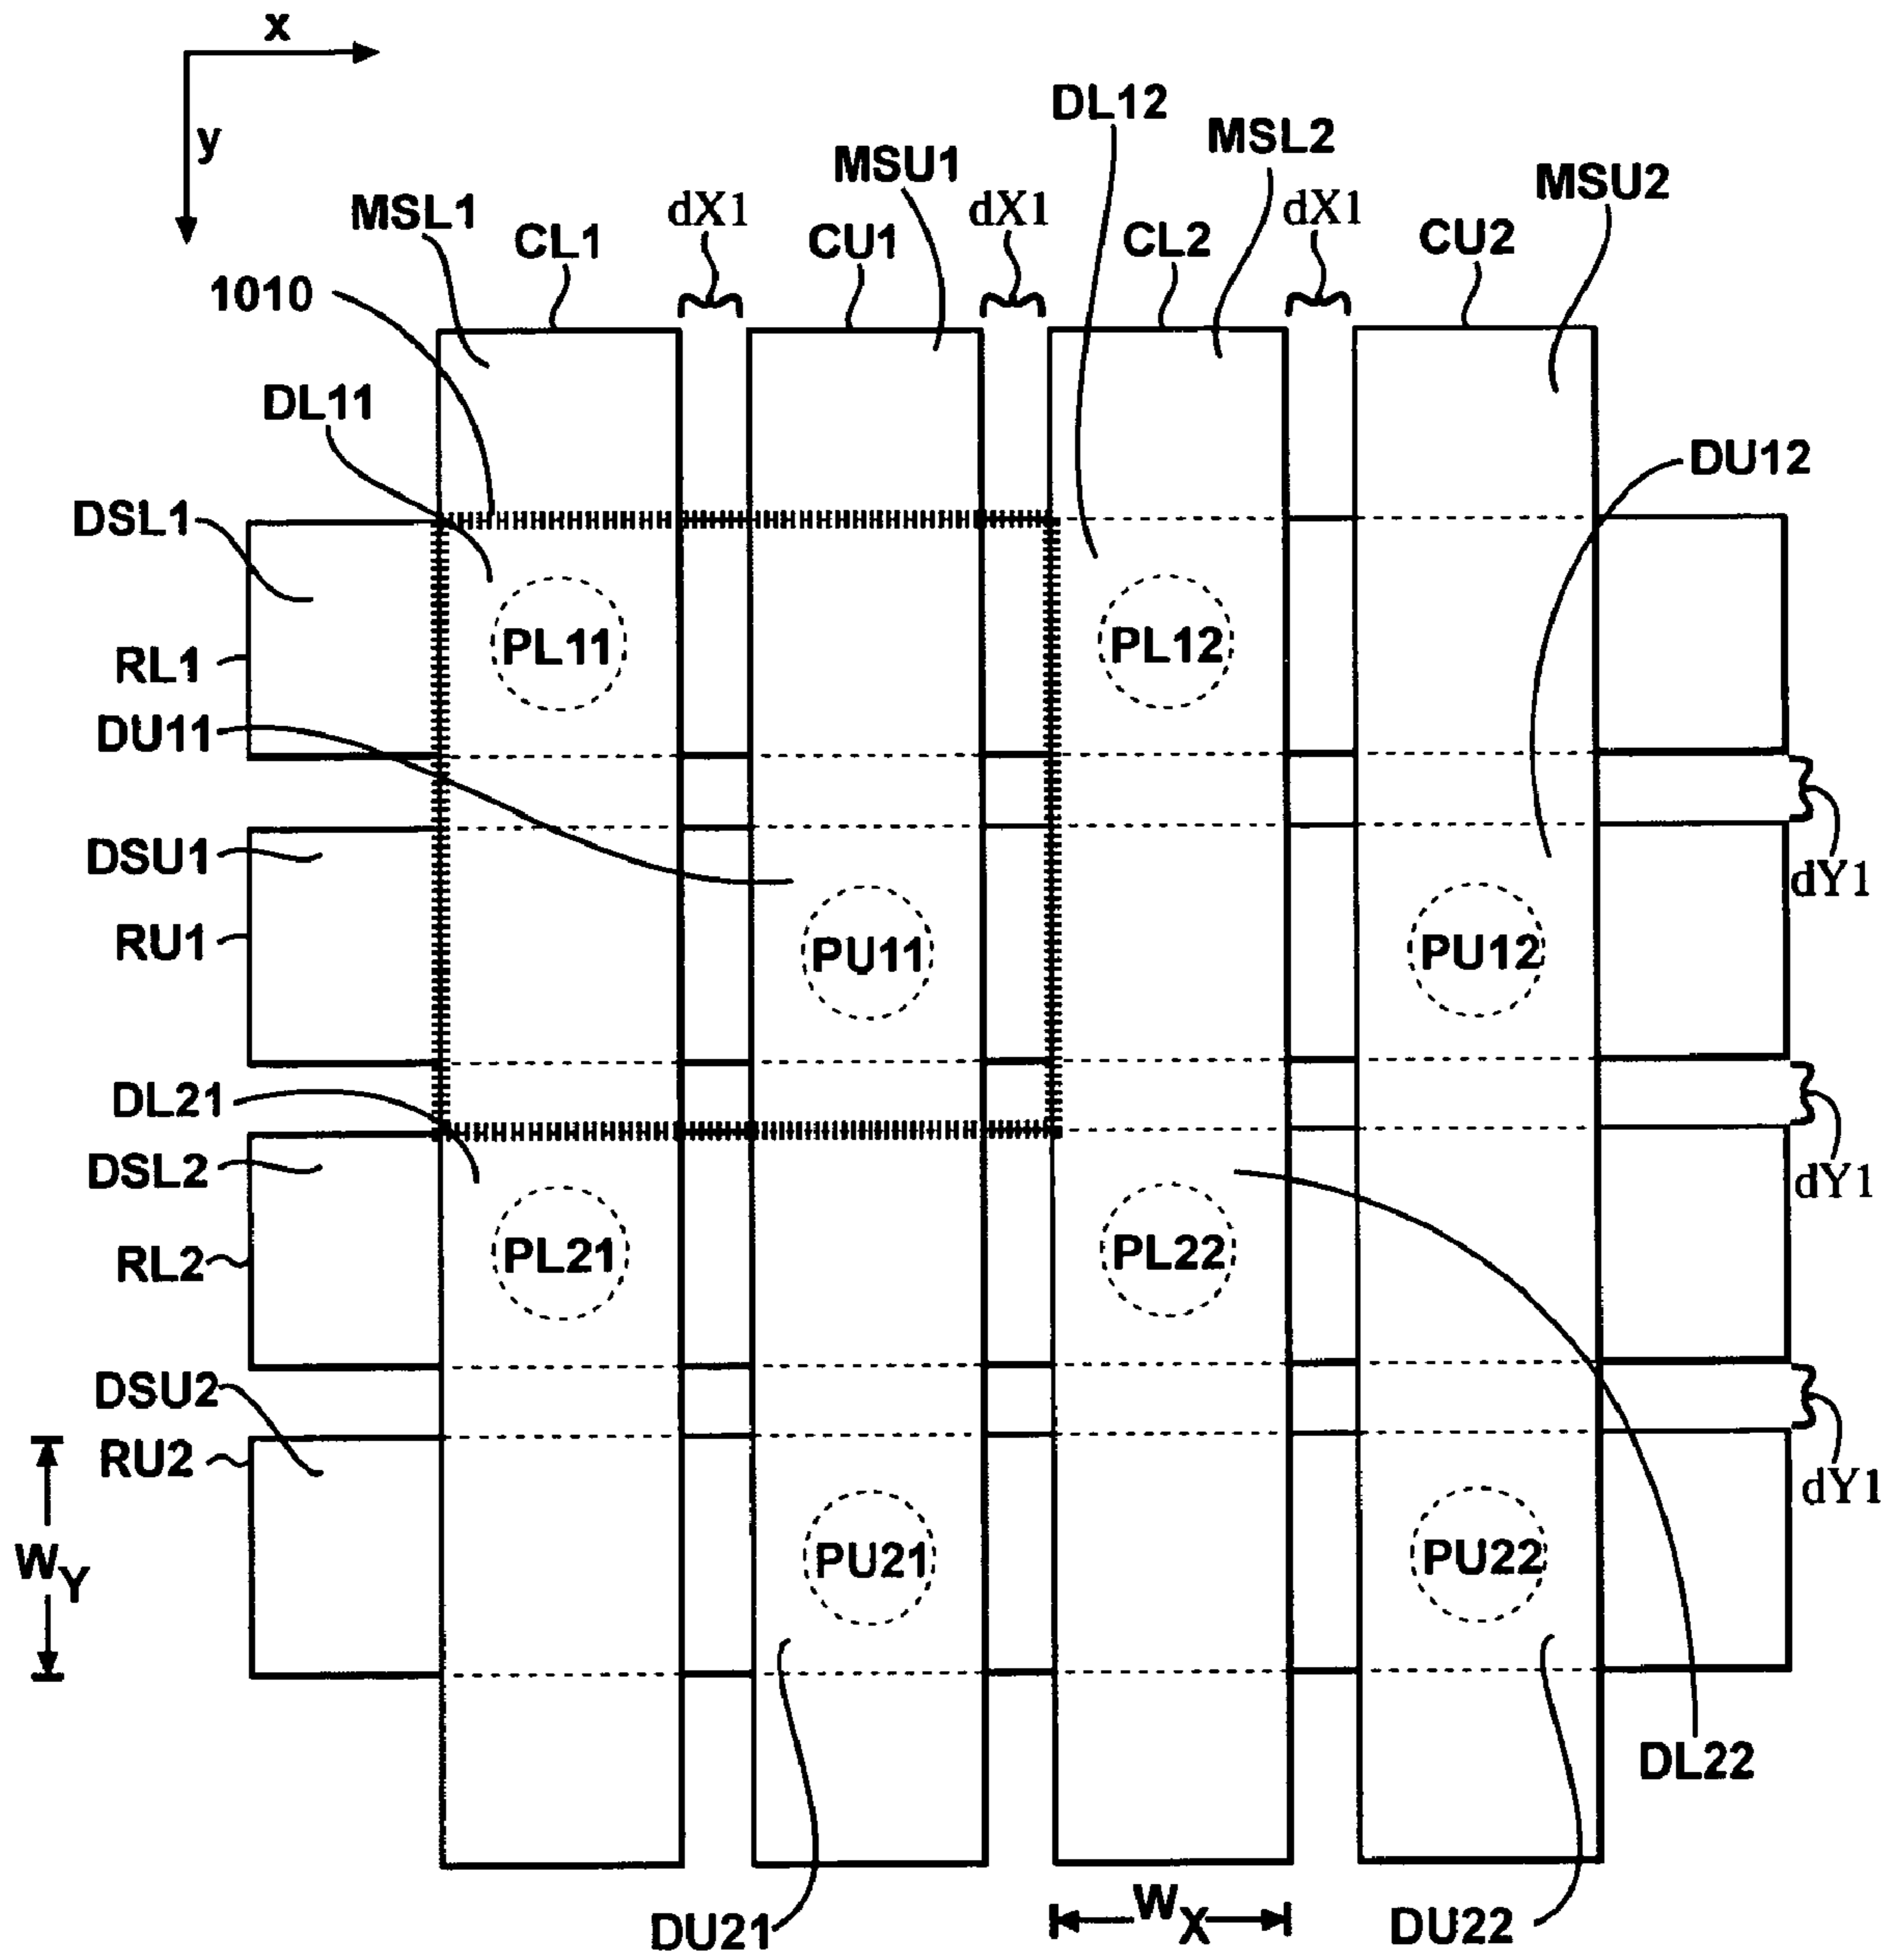 x
y
DL12
MSL2
MSU1
MSU2
MSL1
dX1
dX1
dX1
CL1
CU1
CL2
CU2
1010
DL11
DU12
DSL1
PL11
PL12
RL1
DU11
DSU1
dY1
RU1
PU11
PU12
DL21
DSL2
dY1
RL2
PL21
PL22
DSU2
RU2
dY1
WY
PU21
PU22
DL22
DU21
WX
DU22